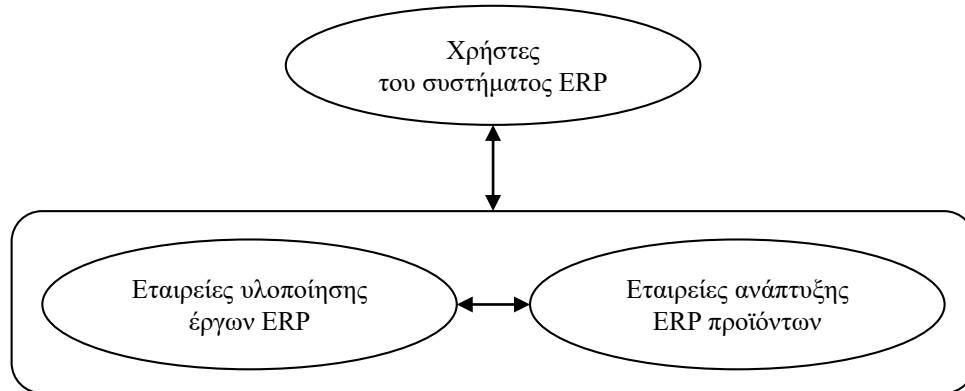 Χρήστες
του συστήματος ERP
Εταιρείες υλοποίησης
έργων ERP
Εταιρείες ανάπτυξης
ERP προϊόντων